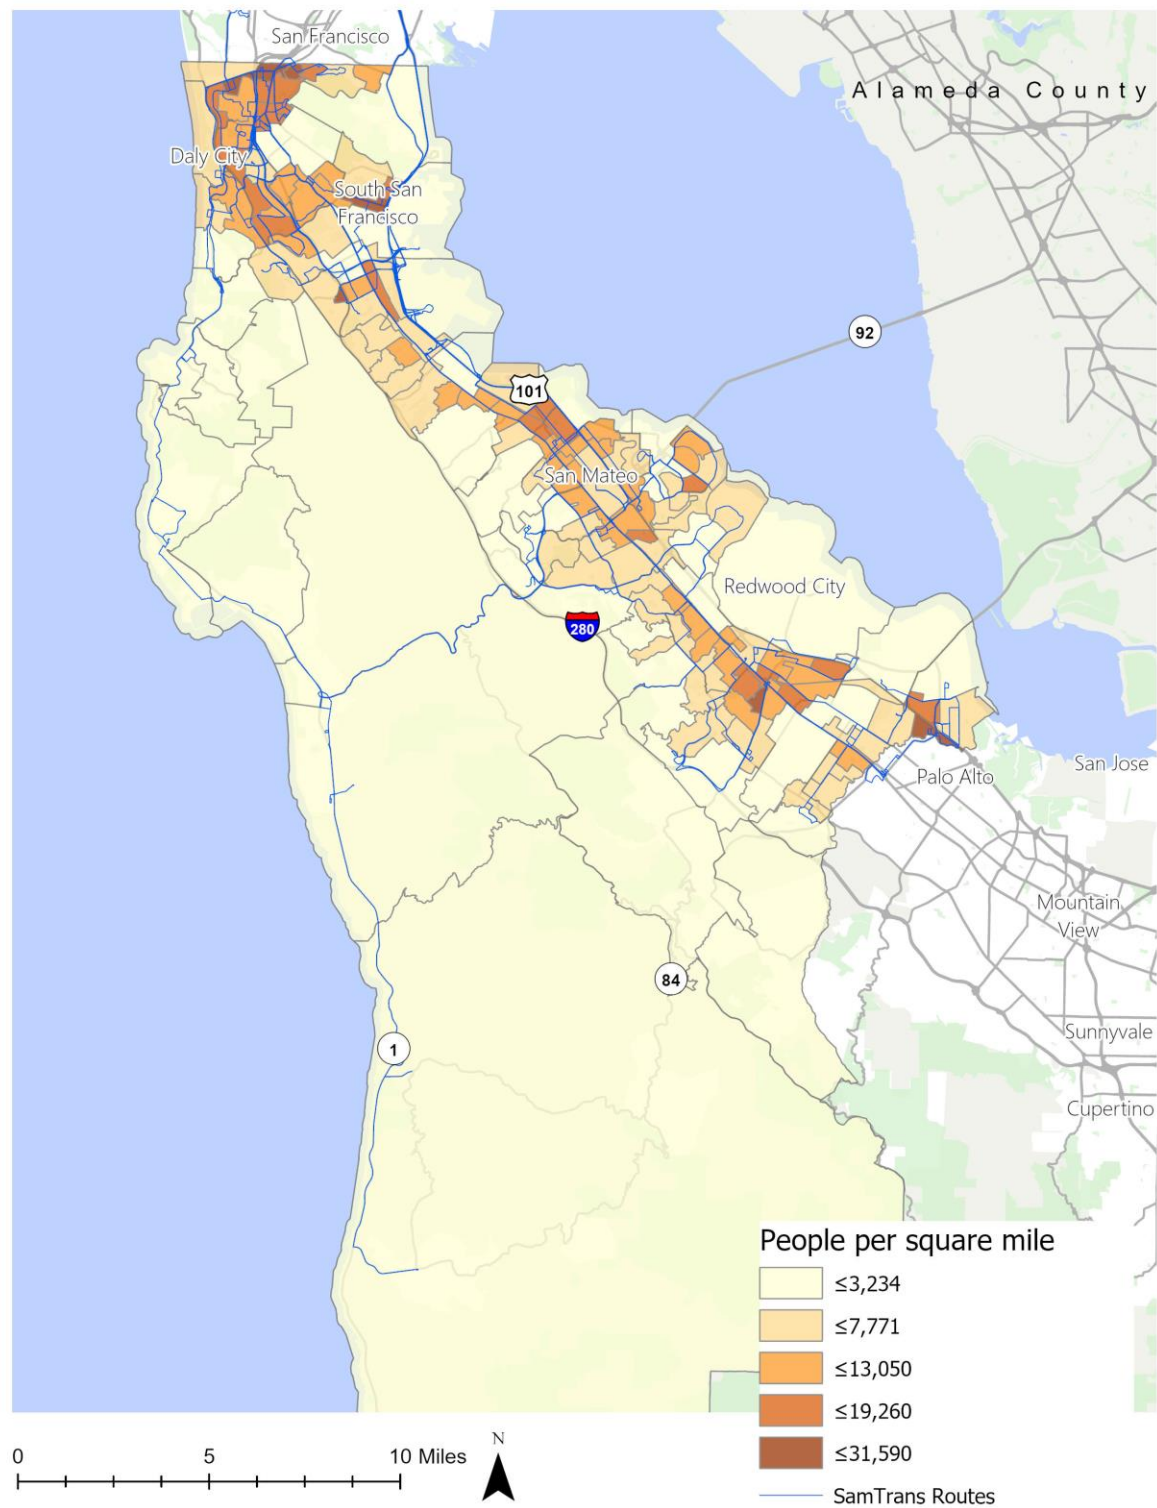 San Francisco
Alameda County
Daly City
South San
Francisco
92
101
San Mateo
Redwood City
280
San Jose
Palo Alto
Mountain
View
84
Sunnyvale
1
Cupertino
People per square mile
≤3,234
≤7,771
≤13,050
≤19,260
≤31,590
SamTrans Routes
0 5 10 Miles
N